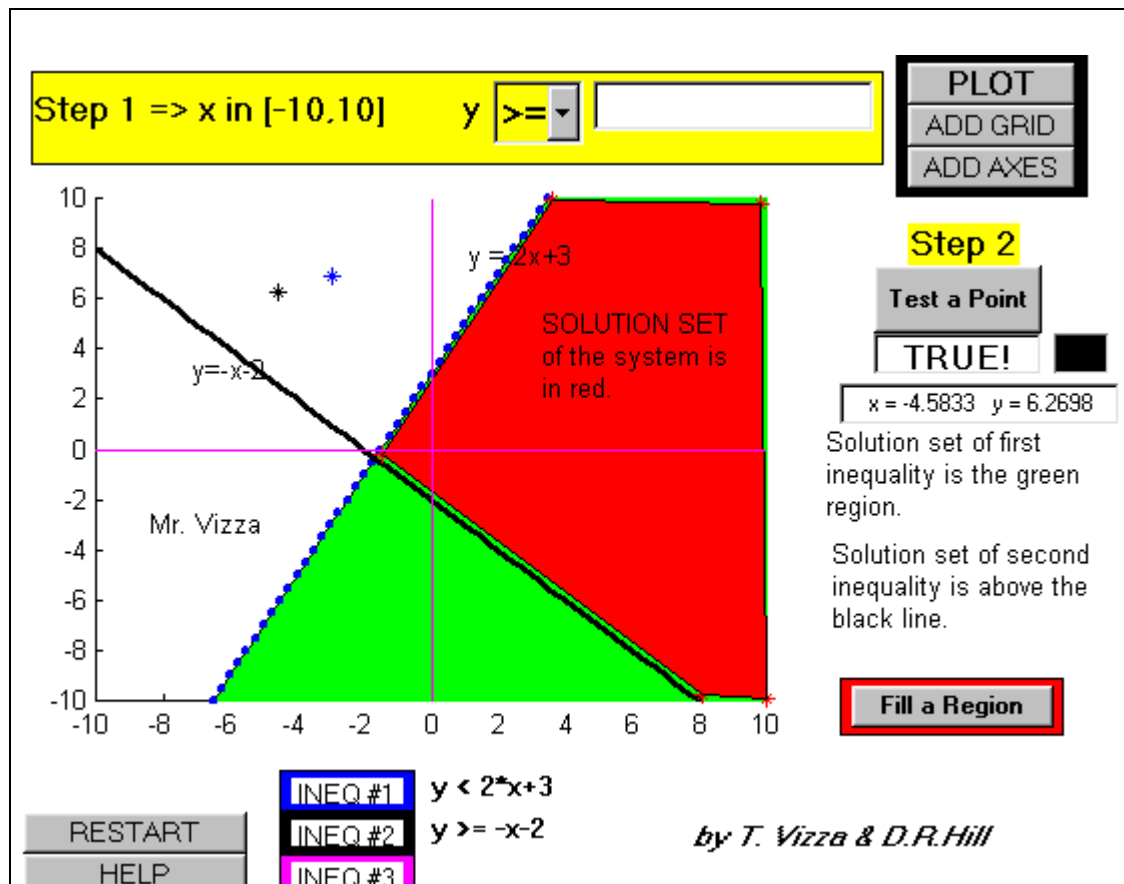 Step 1 => x in [-10,10]
y >=
PLOT
ADD GRID
ADD AXES
Step 2
Test a Point
TRUE!
x = -4.5833 y = 6.2698
Solution set of first
inequality is the green
region.
Solution set of second
inequality is above the
black line.
Fill a Region
10
8
6
4
2
0
-2
-4
-6
-8
-10
-10 -8 -6 -4 -2 0 2 4 6 8 10
y = 2x+3
y=-x-2
SOLUTION SET
of the system is
in red.
Mr. Vizza
INEQ #1 y < 2*x+3
INEQ #2 y >= -x-2
INEQ #3
RESTART
HELP
by T. Vizza & D.R.Hill